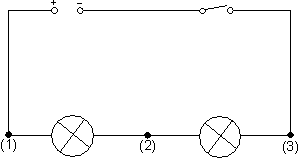 + -
(1) (2) (3)